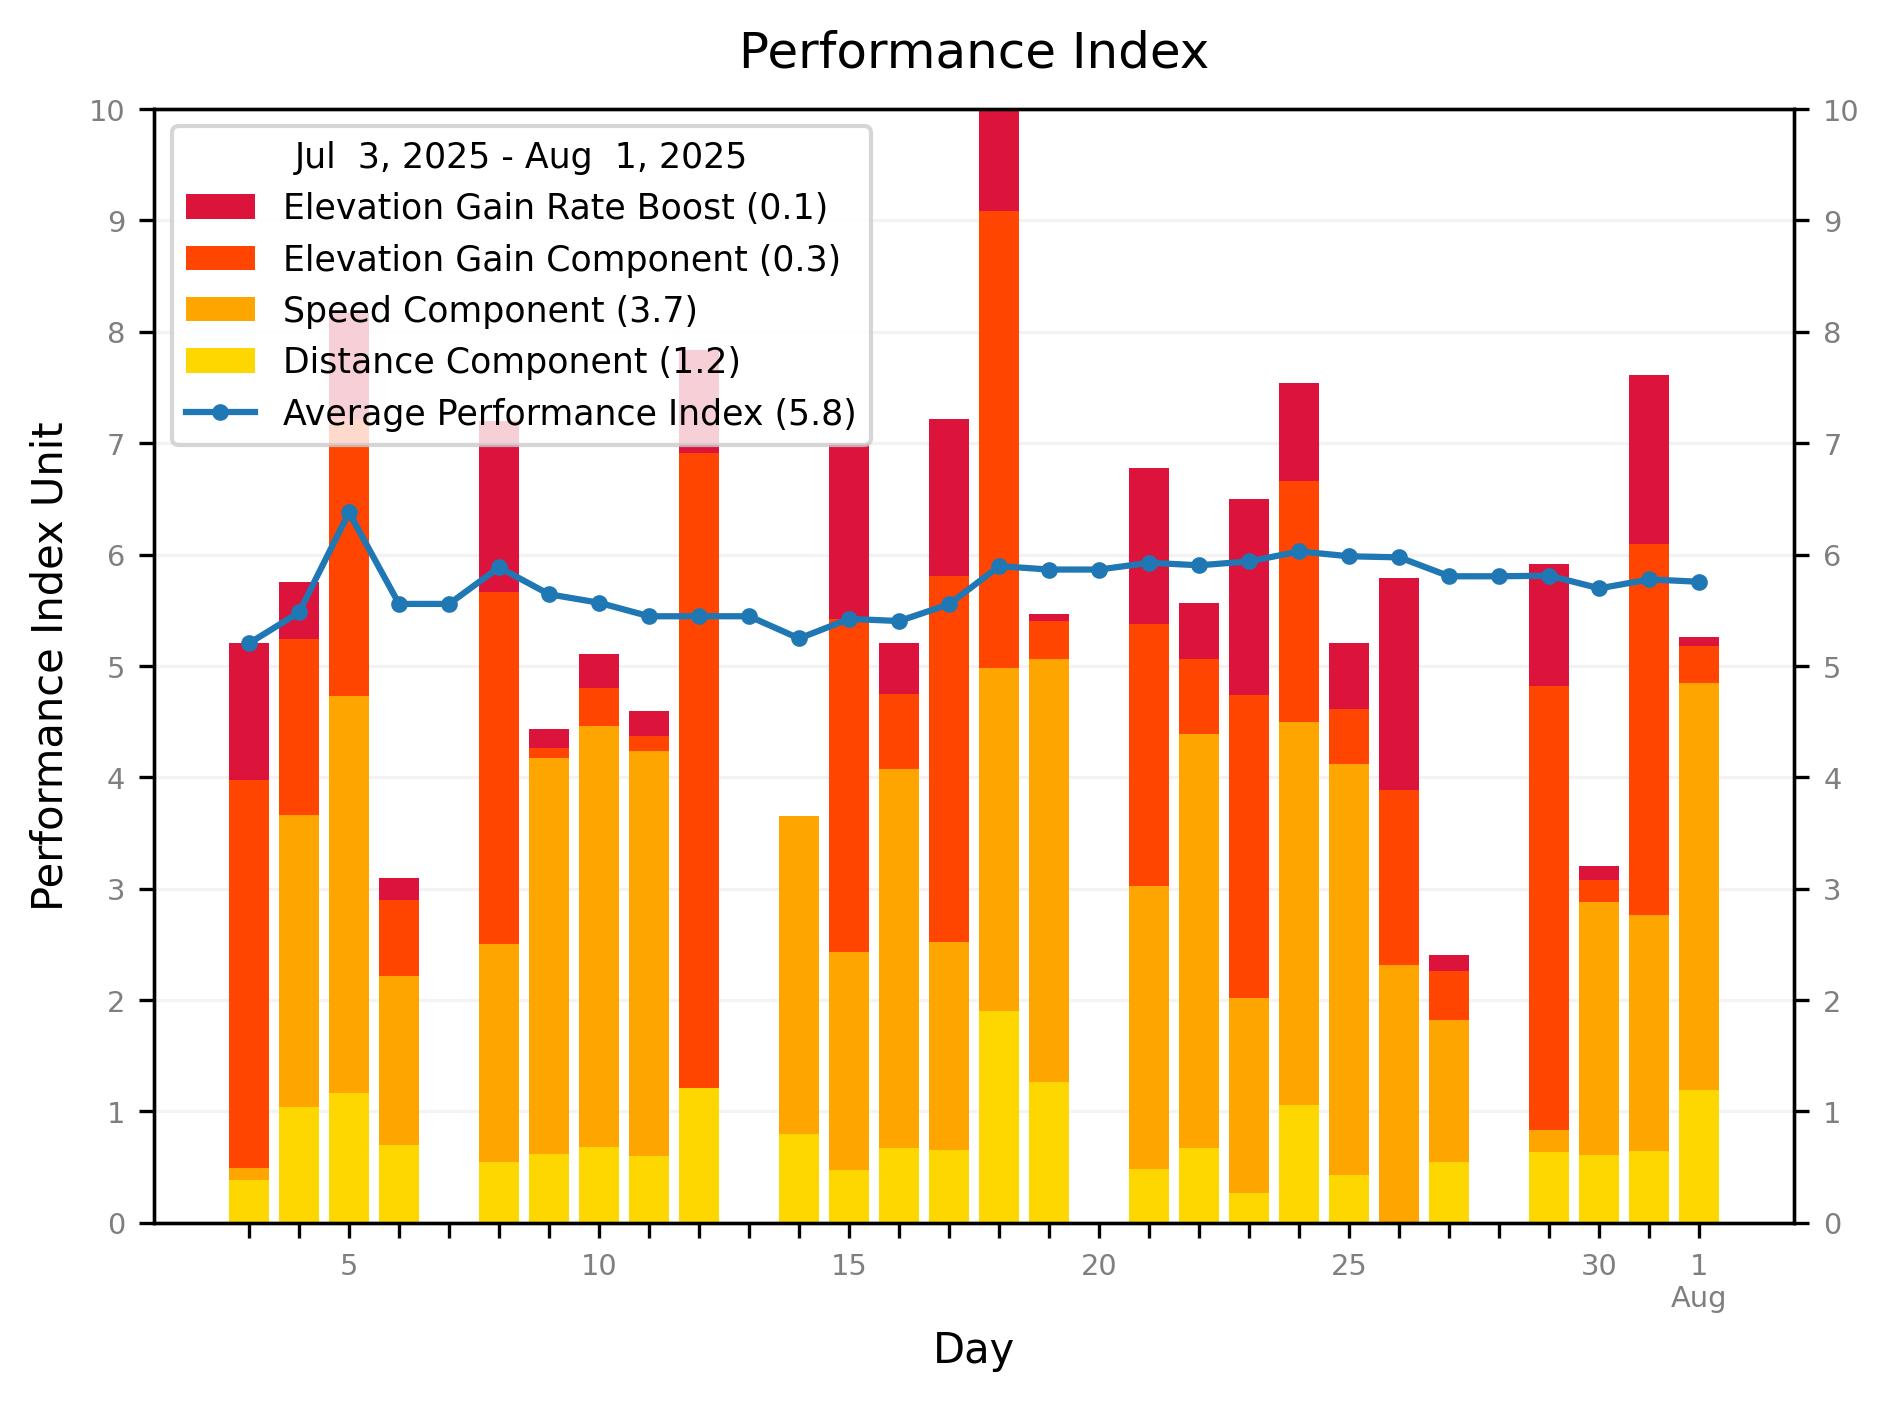 Performance Index
Jul  3, 2025 - Aug  1, 2025
Elevation Gain Rate Boost (0.1)
Elevation Gain Component (0.3)
Speed Component (3.7)
Distance Component (1.2)
Average Performance Index (5.8)
Performance Index Unit
10
9
8
7
6
5
4
3
2
1
0
10
9
8
7
6
5
4
3
2
1
0
5 10 15 20 25 30 1
Aug
Day